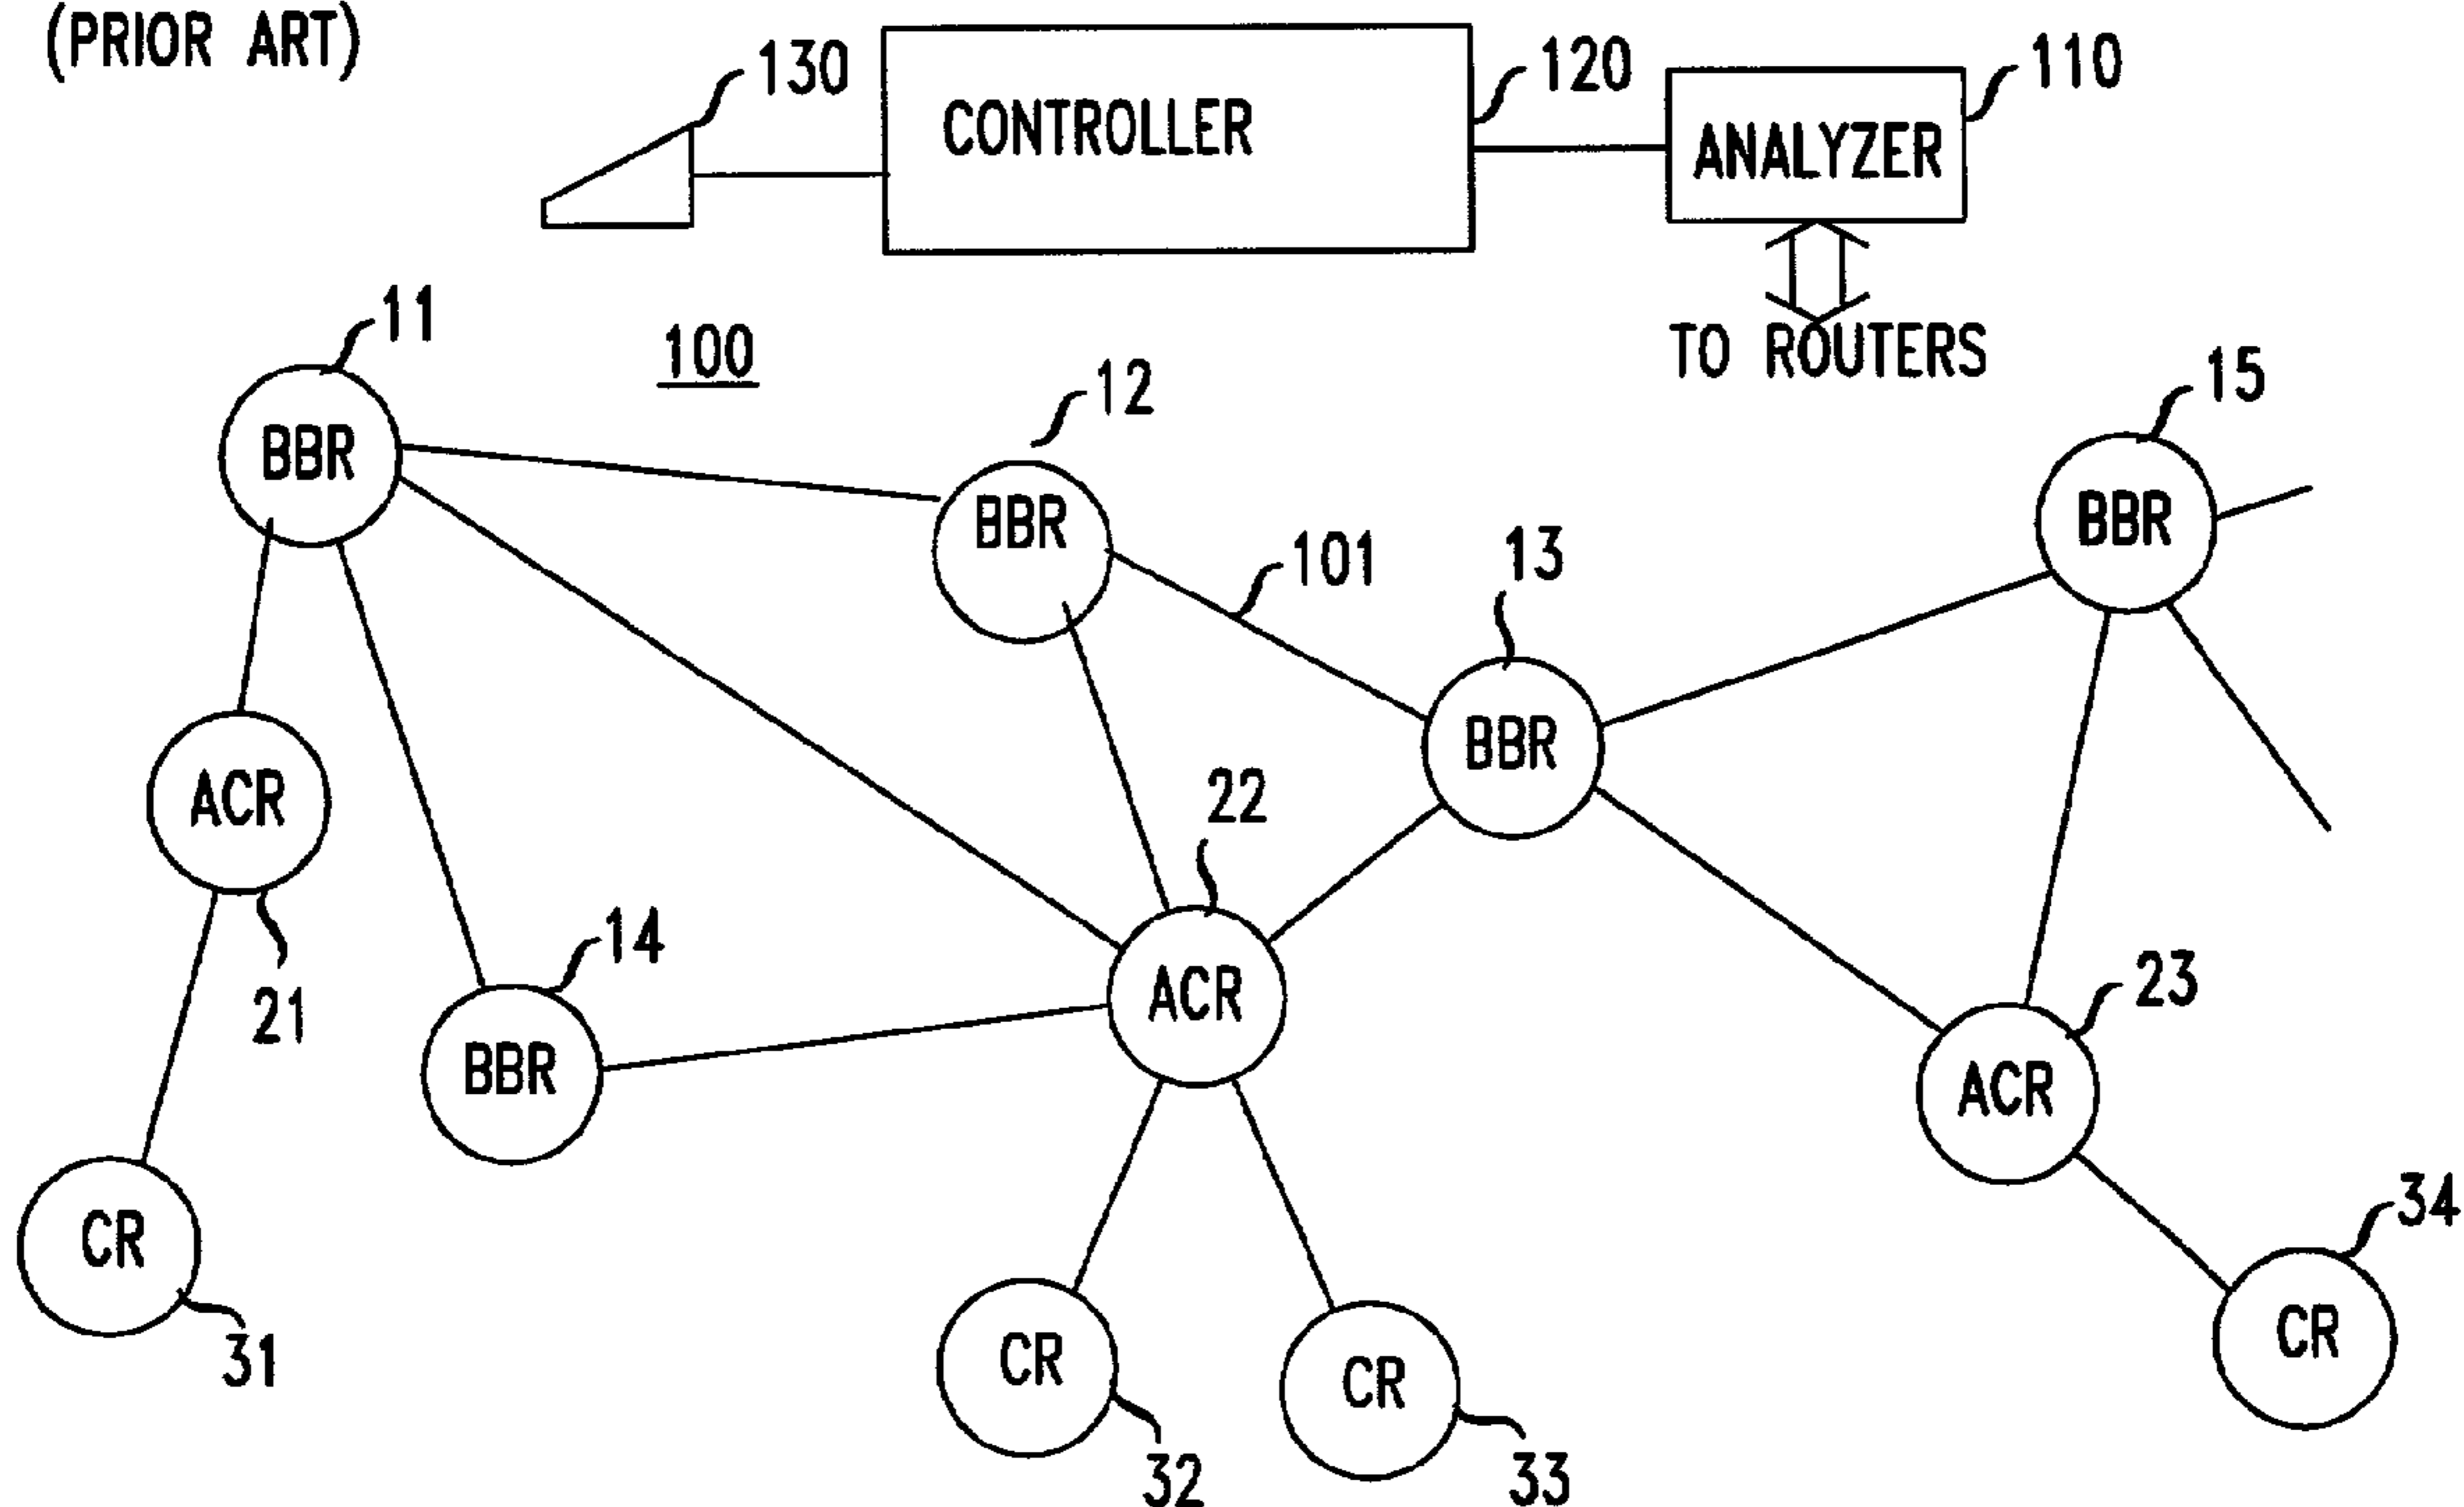 (PRIOR ART)
130
CONTROLLER
120
ANALYZER
110
TO ROUTERS
100
11
BBR
12
BBR
101
13
BBR
15
BBR
ACR
21
14
BBR
22
ACR
23
ACR
CR
31
CR
32
CR
33
34
CR